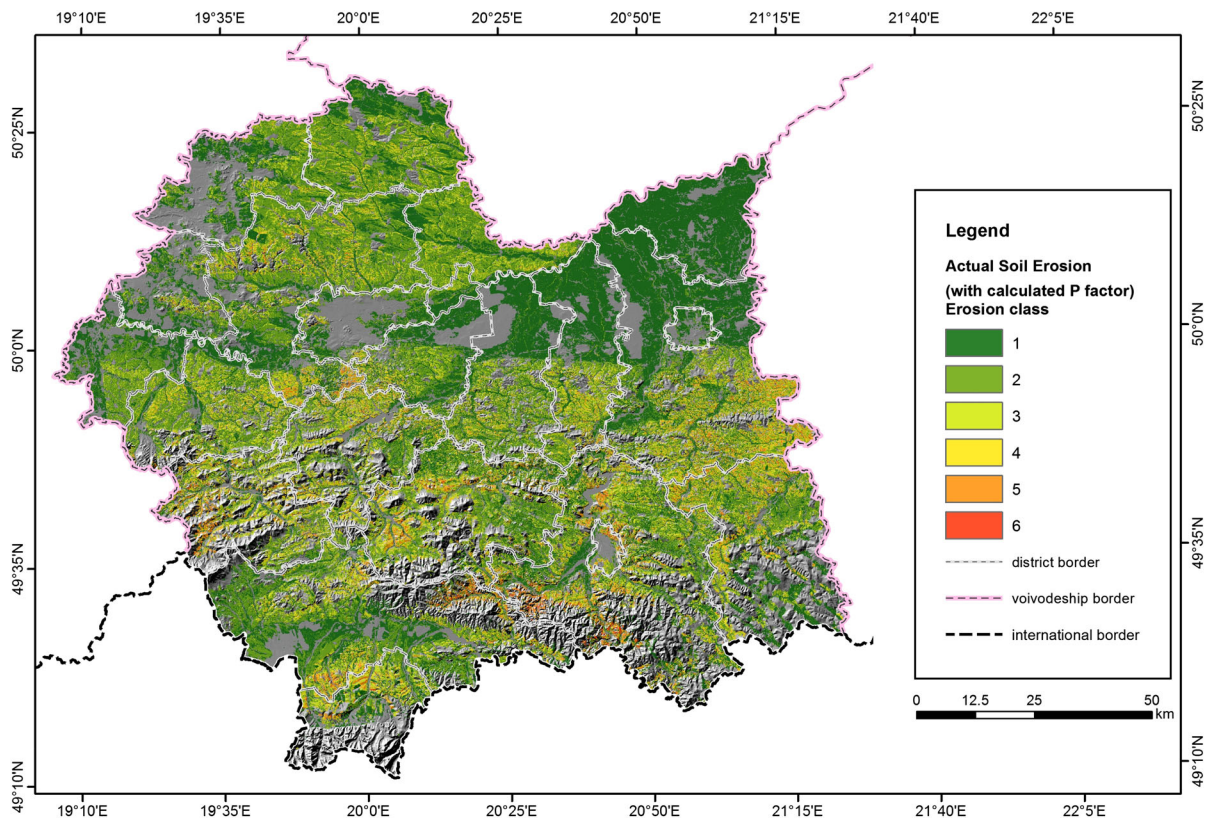 19°10'E 19°35'E 20°0'E 20°25'E 20°50'E 21°15'E 21°40'E 22°5'E
50°25'N 50°25'N
50°0'N 50°0'N
49°35'N 49°35'N
49°10'N 49°10'N
Legend
Actual Soil Erosion
(with calculated P factor)
Erosion class
1
2
3
4
5
6
district border
voivodeship border
international border
0 12.5 25 50
km
19°10'E 19°35'E 20°0'E 20°25'E 20°50'E 21°15'E 21°40'E 22°5'E